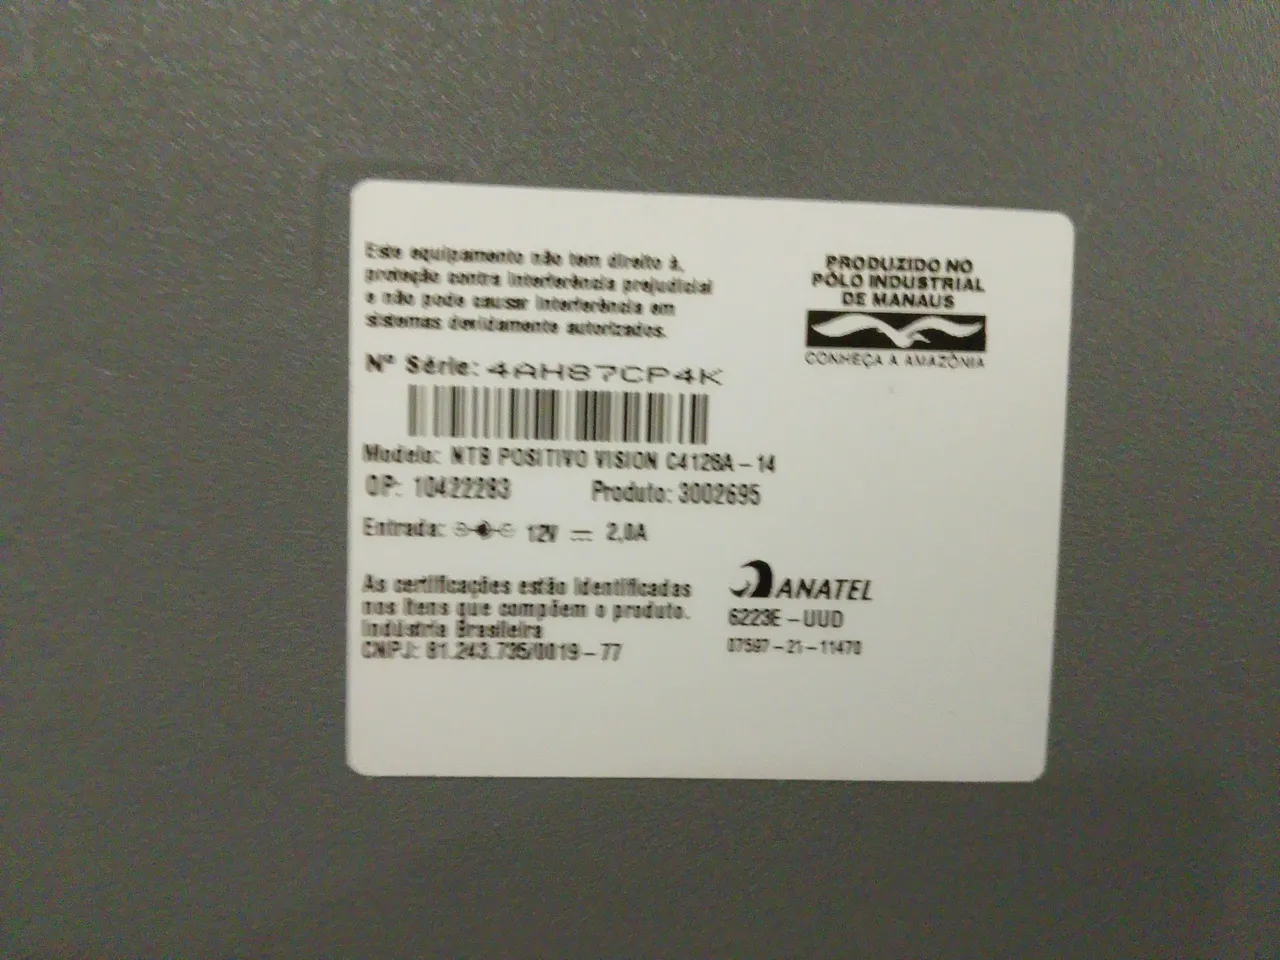 Este equipamento não tem direito à
proteção contra interferência prejudicial
e não pode causar interferência em
sistemas devidamente autorizados.
Nº Série: 4AH87CP4K
Modelo: NTB POSITIVO VISION C4128A-14
OP: 10422283 Produto: 3002695
Entrada: 12V 2,0A
As certificações estão identificadas
nos itens que compõem o produto.
Indústria Brasileira
CNPJ: 81.243.735/0019-77
PRODUZIDO NO
PÓLO INDUSTRIAL
DE MANAUS
CONHEÇA A AMAZÔNIA
ANATEL
6223E-UUD
07597-21-11470